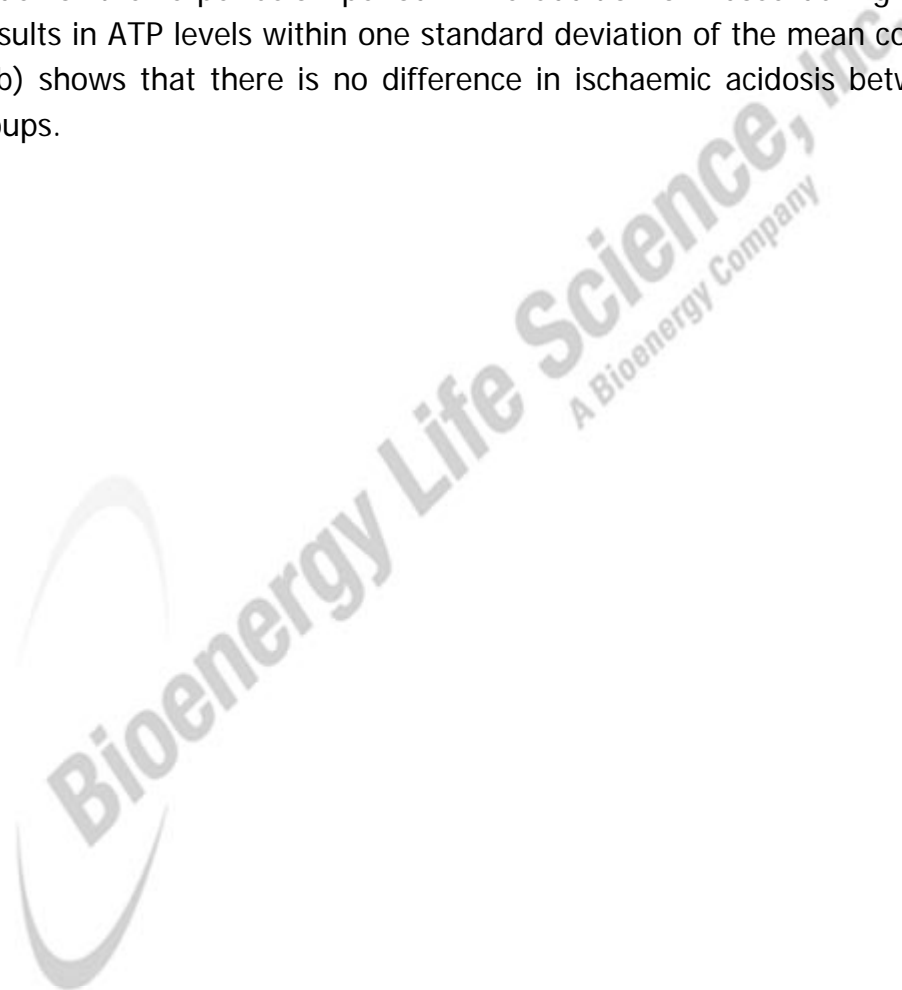 sults in ATP levels within one standard deviation of the mean co
b) shows that there is no difference in ischaemic acidosis betw
oups.
Bioenergy Life Science, Inc
A Bioenergy Company